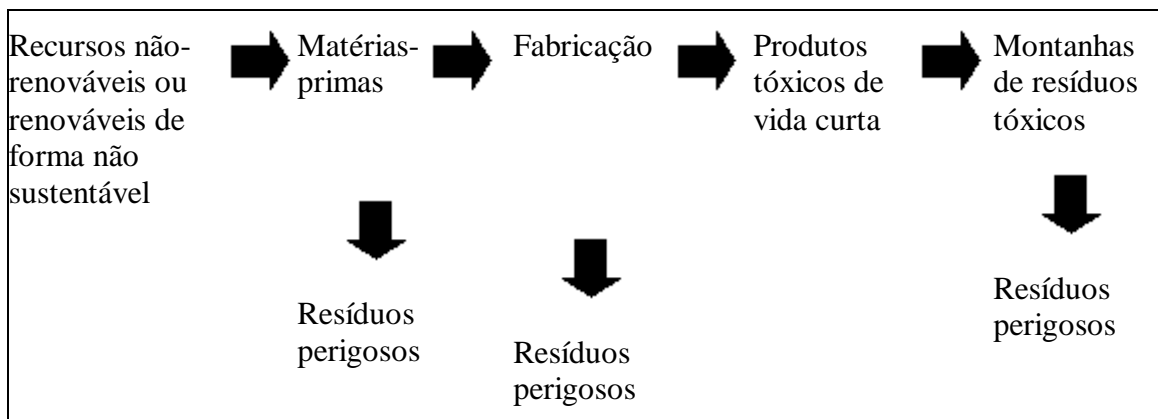 Recursos não-
renováveis ou
renováveis de
forma não
sustentável
Matérias-
primas
Fabricação
Produtos
tóxicos de
vida curta
Montanhas
de resíduos
tóxicos
Resíduos
perigosos
Resíduos
perigosos
Resíduos
perigosos